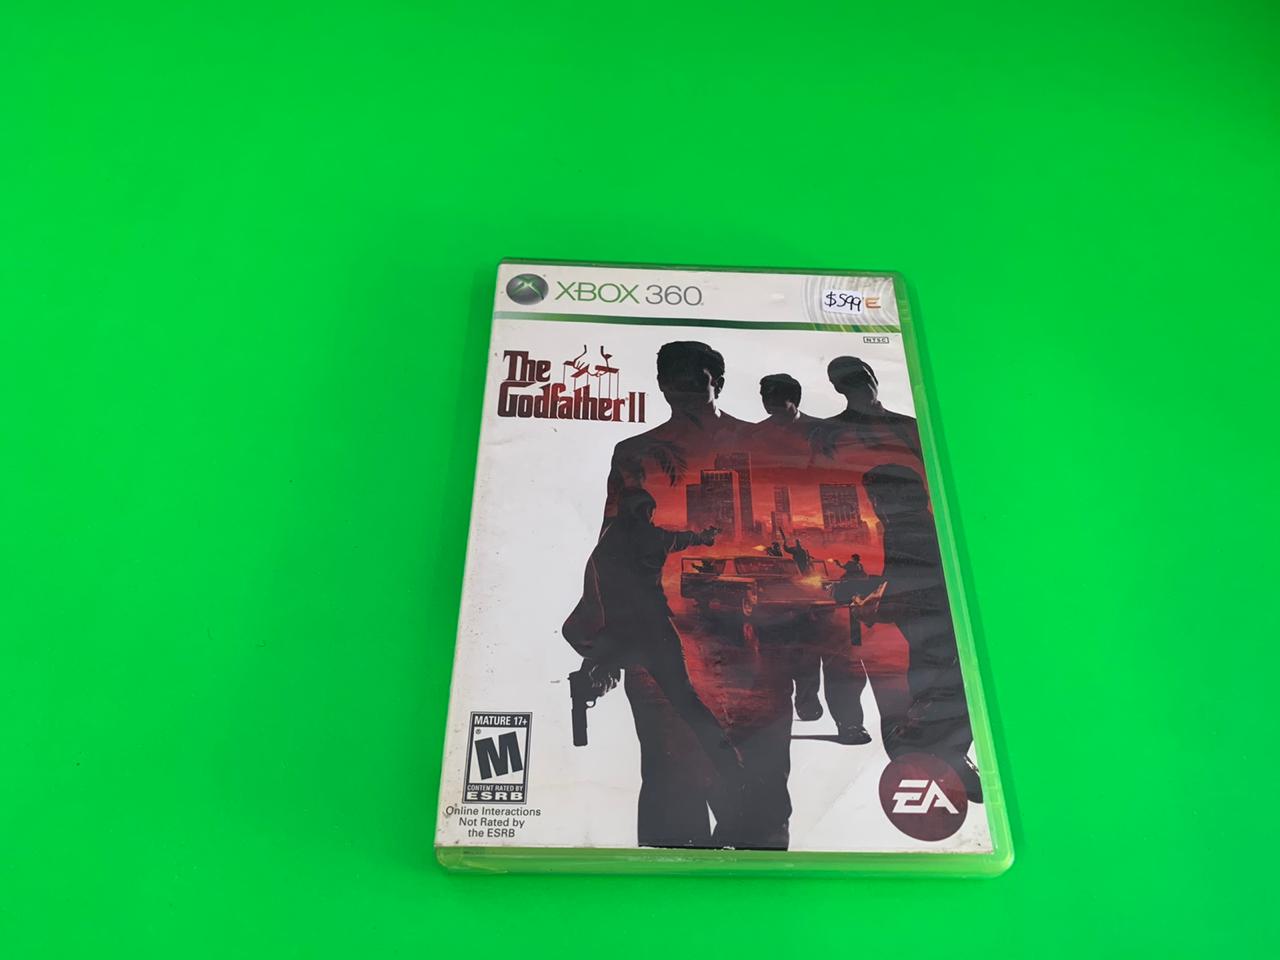 XBOX 360
$599 E
NTSC
The
Godfather II
MATURE 17+
M
CONTENT RATED BY
ESRB
Online Interactions
Not Rated by
the ESRB
EA